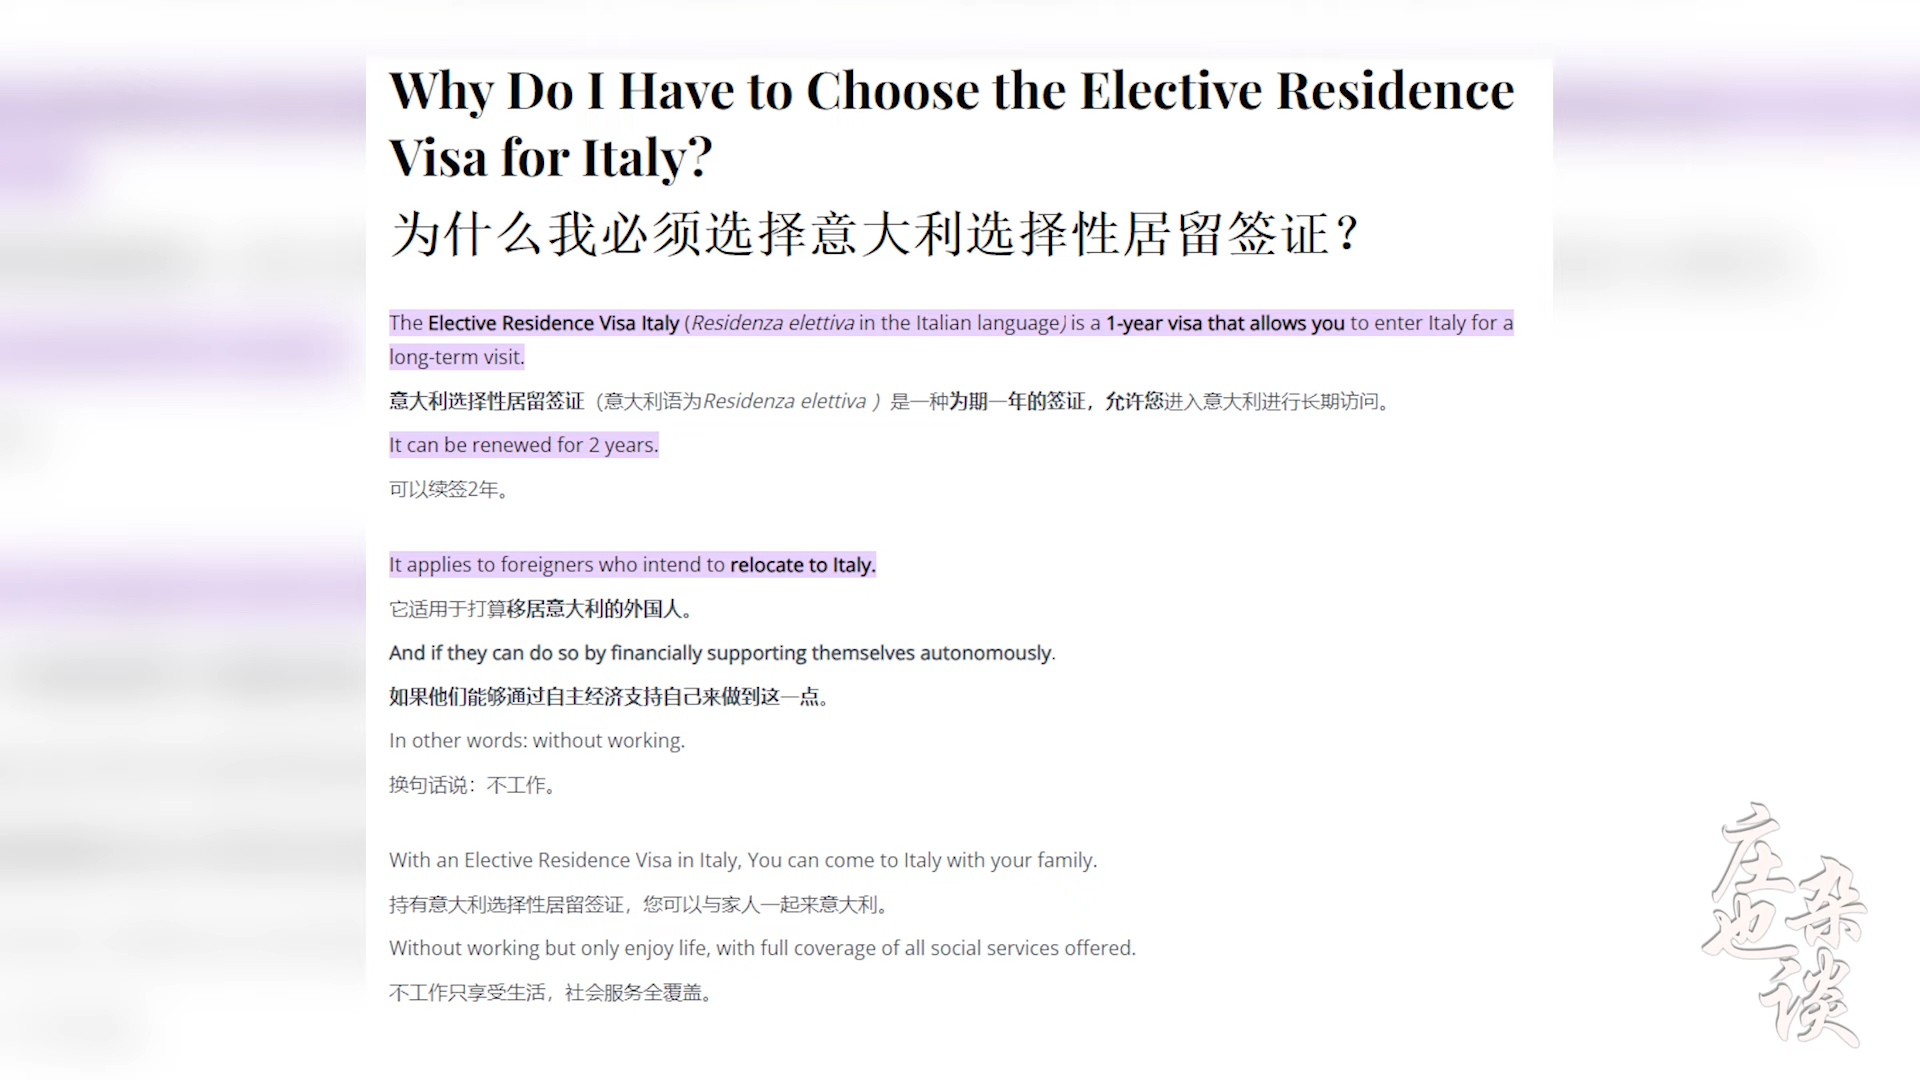 Why Do I Have to Choose the Elective Residence
Visa for Italy?
为什么我必须选择意大利选择性居留签证？
The Elective Residence Visa Italy (Residenza elettiva in the Italian language) is a 1-year visa that allows you to enter Italy for a
long-term visit.
意大利选择性居留签证（意大利语为Residenza elettiva ）是一种为期一年的签证，允许您进入意大利进行长期访问。
It can be renewed for 2 years.
可以续签2年。
It applies to foreigners who intend to relocate to Italy.
它适用于打算移居意大利的外国人。
And if they can do so by financially supporting themselves autonomously.
如果他们能够通过自主经济支持自己来做到这一点。
In other words: without working.
换句话说：不工作。
With an Elective Residence Visa in Italy, You can come to Italy with your family.
持有意大利选择性居留签证，您可以与家人一起来意大利。
Without working but only enjoy life, with full coverage of all social services offered.
不工作只享受生活，社会服务全覆盖。
庄也杂谈